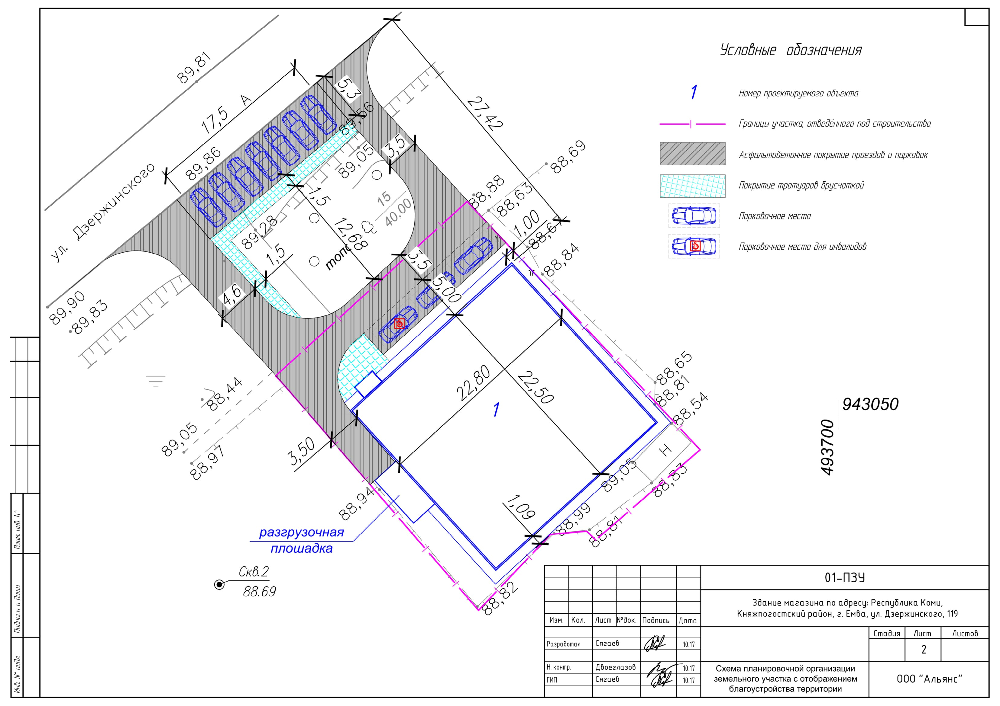 Условные обозначения
1
Номер проектируемого объекта
Границы участка, отведённого под строительство
Асфальтобетонное покрытие проездов и парковок
Покрытие тротуаров брусчаткой
Парковочное место
Парковочное место для инвалидов
89,81
А
17,5
5,3
89,56
27,42
89,86
3,5
89,05
88,69
ул. Дзержинского
88,88
88,63
1,5
15
40,00
89,28
12,68
1,00
88,67
1,5
топо
3,5
88,84
4,6
5,00
89,90
89,83
88,65
88,81
22,80
22,50
88,44
88,54
1
943050
493700
89,05
88,97
3,50
Н
89,05
88,83
88,94
1,09
88,99
88,81
разгрузочная
плошадка
88,82
Скв.2
88.69
01-ПЗУ
Здание магазина по адресу: Республика Коми,
Княжпогостский район, г. Емва, ул. Дзержинского, 119
Изм. Кол. Лист №док. Подпись Дата
Стадия Лист Листов
2
Разработал Сягаев 10.17
Н. контр. Двоеглазов 10.17
ГИП Сягаев 10.17
Схема планировочной организации
земельного участка с отображением
благоустройства территории
ООО "Альянс"
Взам. инв. №
Подпись и дата
Инв. № подл.